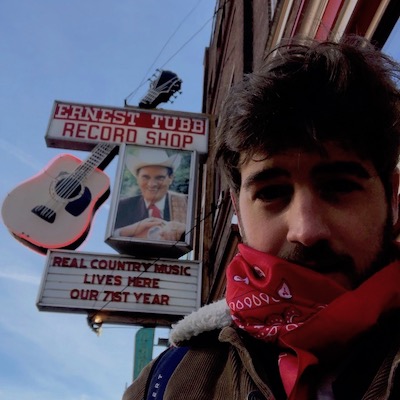 ERNEST TUBB
RECORD SHOP
REAL COUNTRY MUSIC
LIVES HERE
OUR 71ST YEAR